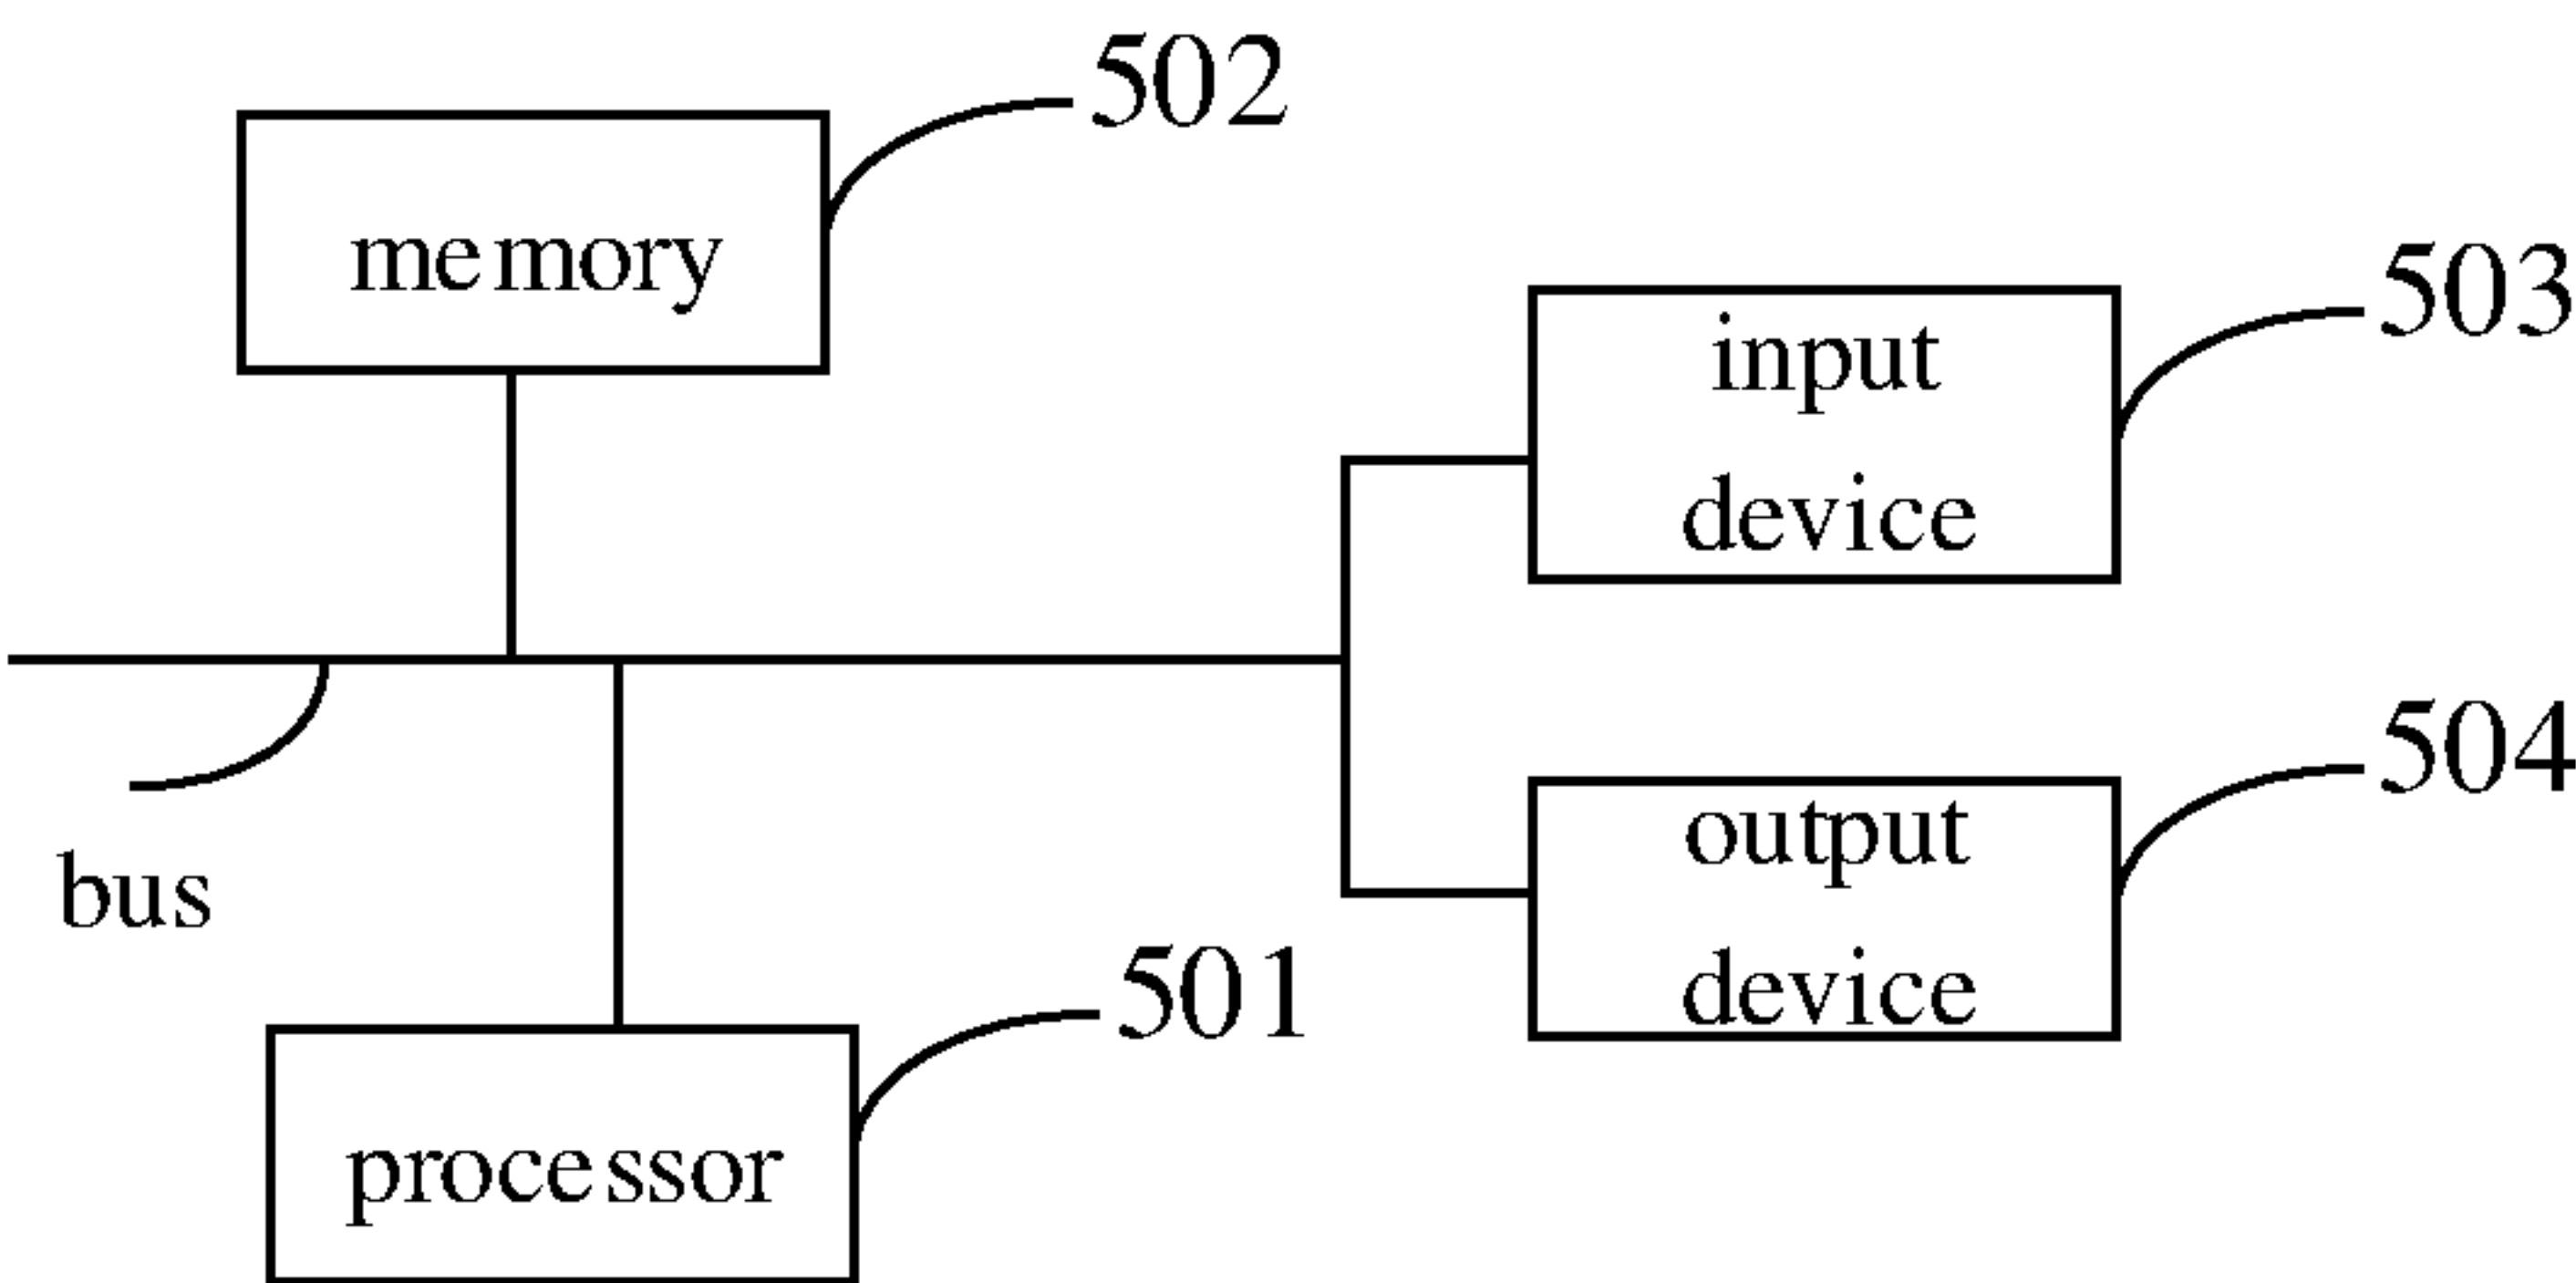 502
memory
503
input
device
bus
504
output
device
501
processor